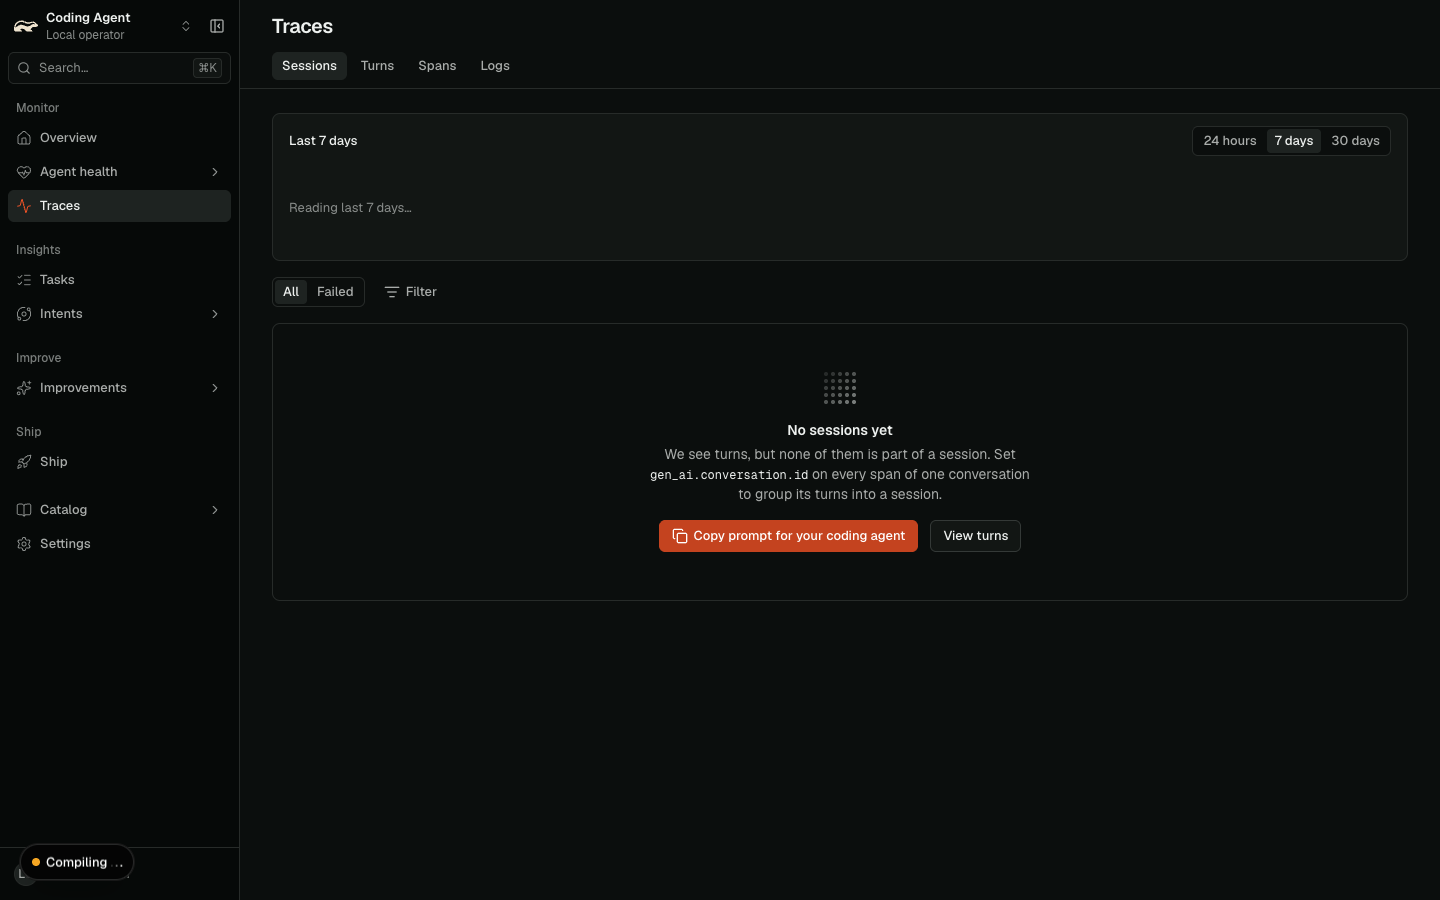 Coding Agent
Local operator
Search...
⌘K
Monitor
Overview
Agent health
Traces
Insights
Tasks
Intents
Improve
Improvements
Ship
Ship
Catalog
Settings
Compiling ...
Traces
Sessions
Turns
Spans
Logs
Last 7 days
24 hours
7 days
30 days
Reading last 7 days...
All
Failed
Filter
No sessions yet
We see turns, but none of them is part of a session. Set
gen_ai.conversation.id on every span of one conversation
to group its turns into a session.
Copy prompt for your coding agent
View turns